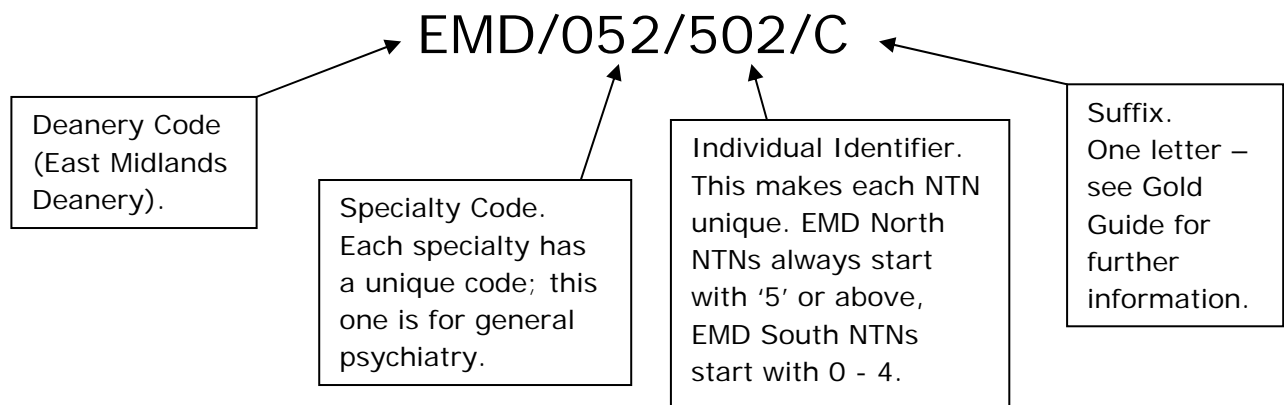 EMD/052/502/C
Deanery Code
(East Midlands
Deanery).
Specialty Code.
Each specialty has
a unique code; this
one is for general
psychiatry.
Individual Identifier.
This makes each NTN
unique. EMD North
NTNs always start
with ‘5’ or above,
EMD South NTNs
start with 0 - 4.
Suffix.
One letter –
see Gold
Guide for
further
information.